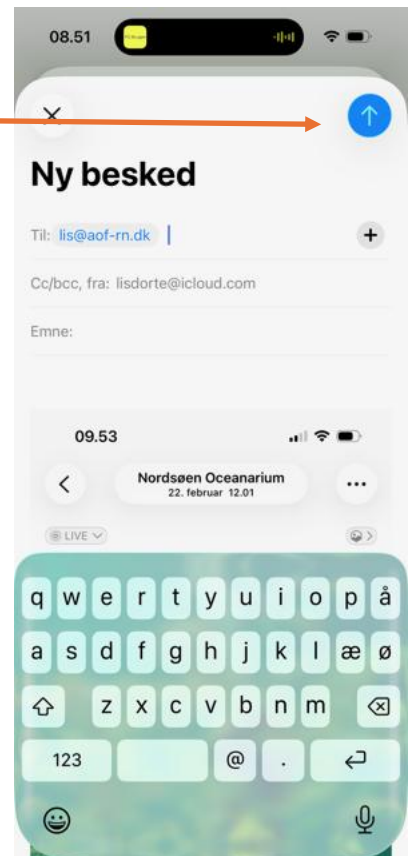 08.51
Ny besked
Til: lis@aof-rn.dk
Cc/bcc, fra: lisdorte@icloud.com
Emne:
09.53
Nordsøen Oceanarium
22. februar 12.01
LIVE
q w e r t y u i o p å
a s d f g h j k l æ ø
z x c v b n m
123 @ .